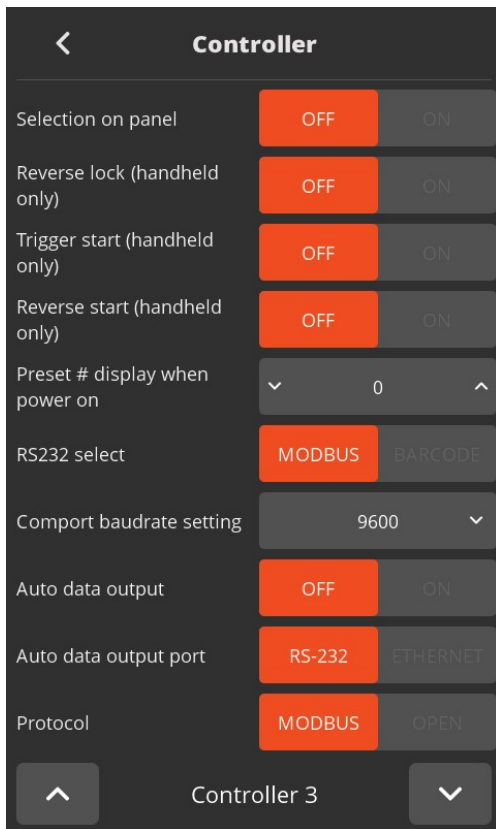 Controller
Selection on panel OFF ON
Reverse lock (handheld
only) OFF ON
Trigger start (handheld
only) OFF ON
Reverse start (handheld
only) OFF ON
Preset # display when
power on 0
RS232 select MODBUS BARCODE
Comport baudrate setting 9600
Auto data output OFF ON
Auto data output port RS-232 ETHERNET
Protocol MODBUS OPEN
Controller 3